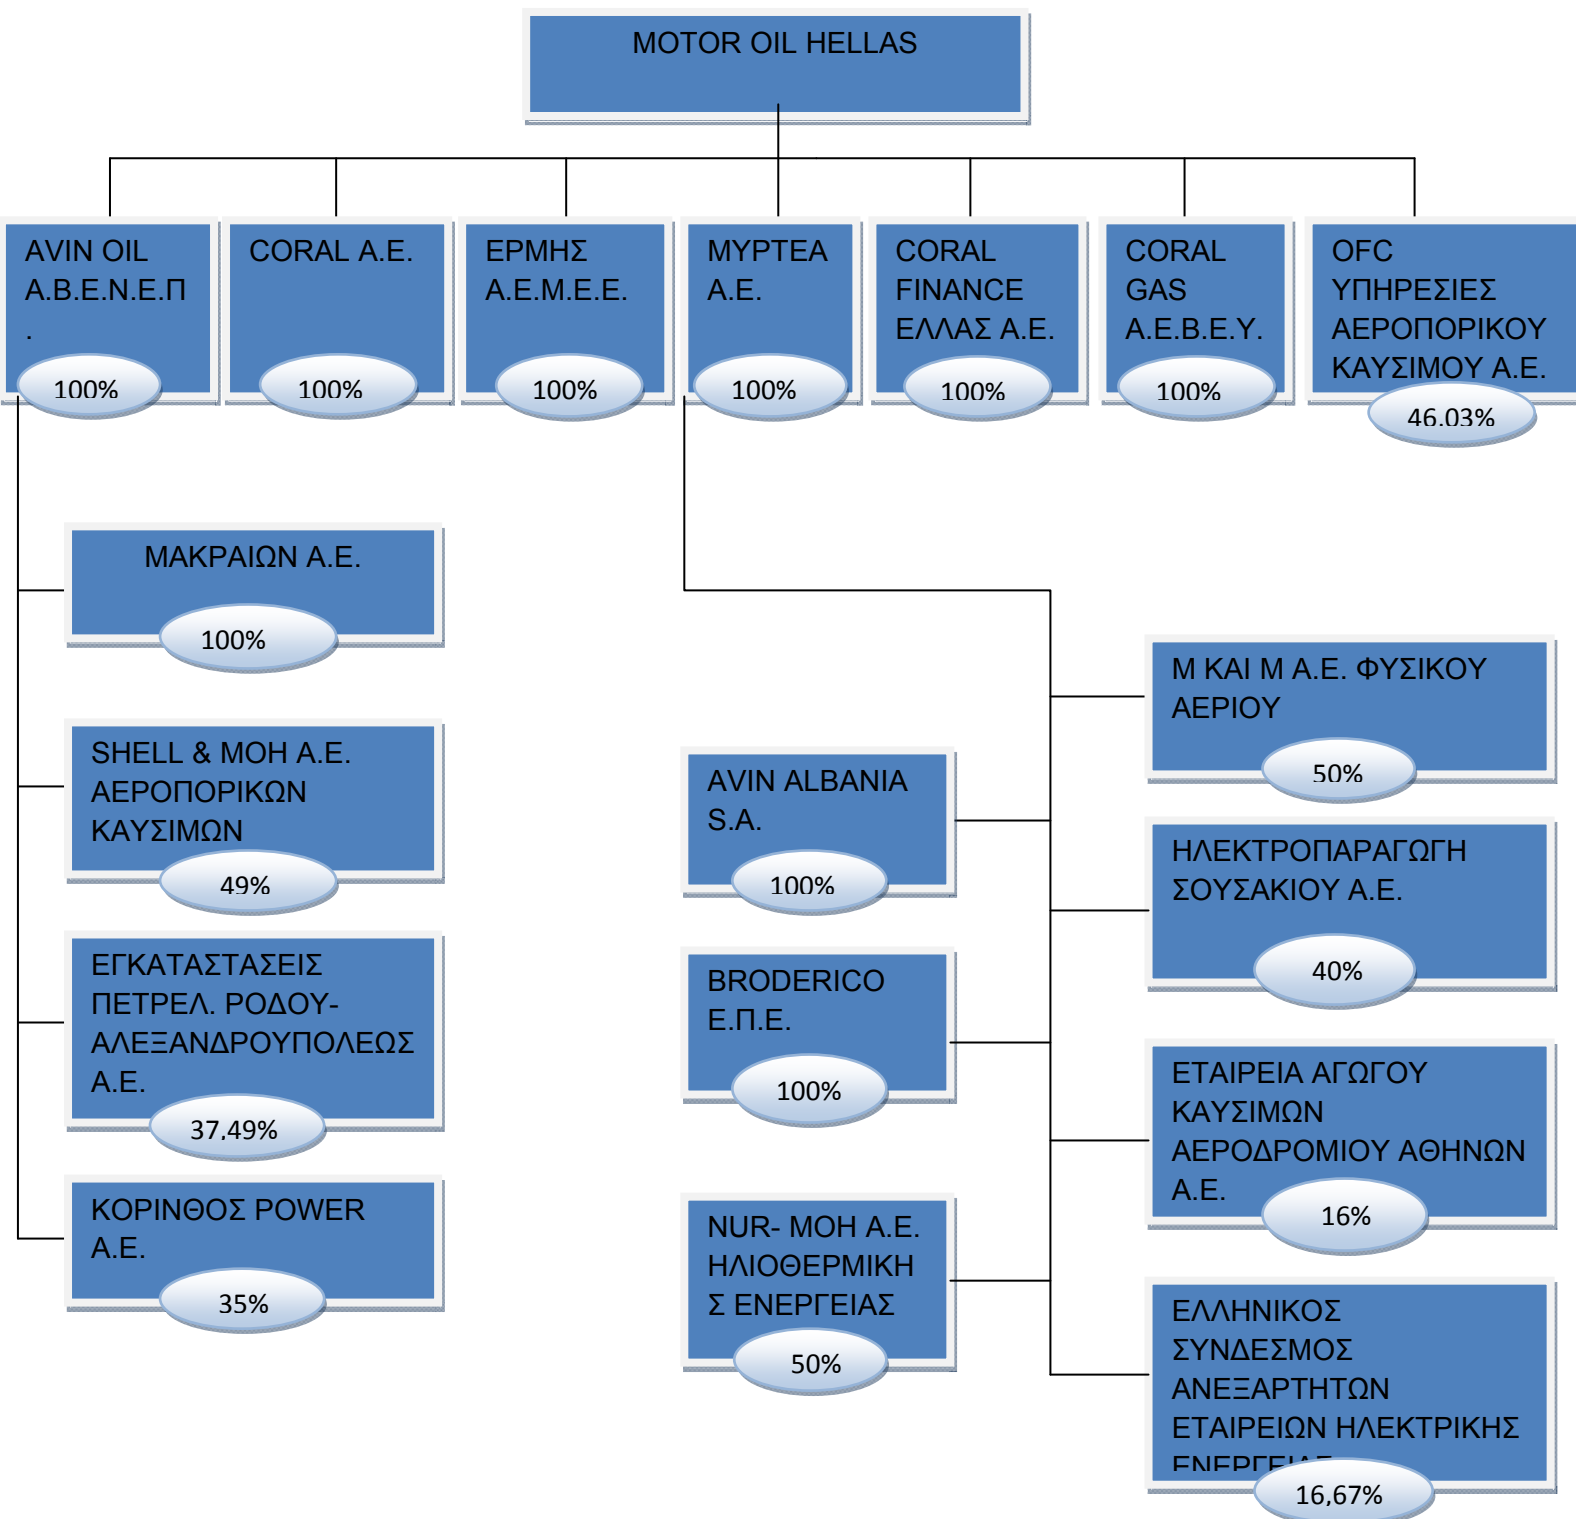 MOTOR OIL HELLAS
AVIN OIL
Α.Β.Ε.Ν.Ε.Π
.
100%
CORAL Α.Ε.
100%
ΕΡΜΗΣ
Α.Ε.Μ.Ε.Ε.
100%
ΜΥΡΤΕΑ
Α.Ε.
100%
CORAL
FINANCE
ΕΛΛΑΣ Α.Ε.
100%
CORAL
GAS
Α.Ε.Β.Ε.Υ.
100%
OFC
ΥΠΗΡΕΣΙΕΣ
ΑΕΡΟΠΟΡΙΚΟΥ
ΚΑΥΣΙΜΟΥ Α.Ε.
46.03%
ΜΑΚΡΑΙΩΝ Α.Ε.
100%
SHELL & MOH Α.Ε.
ΑΕΡΟΠΟΡΙΚΩΝ
ΚΑΥΣΙΜΩΝ
49%
ΕΓΚΑΤΑΣΤΑΣΕΙΣ
ΠΕΤΡΕΛ. ΡΟΔΟΥ-
ΑΛΕΞΑΝΔΡΟΥΠΟΛΕΩΣ
Α.Ε.
37,49%
ΚΟΡΙΝΘΟΣ POWER
Α.Ε.
35%
AVIN ALBANIA
S.A.
100%
BRODERICO
Ε.Π.Ε.
100%
NUR- MOH Α.Ε.
ΗΛΙΟΘΕΡΜΙΚΗ
Σ ΕΝΕΡΓΕΙΑΣ
50%
Μ ΚΑΙ Μ Α.Ε. ΦΥΣΙΚΟΥ
ΑΕΡΙΟΥ
50%
ΗΛΕΚΤΡΟΠΑΡΑΓΩΓΗ
ΣΟΥΣΑΚΙΟΥ Α.Ε.
40%
ΕΤΑΙΡΕΙΑ ΑΓΩΓΟΥ
ΚΑΥΣΙΜΩΝ
ΑΕΡΟΔΡΟΜΙΟΥ ΑΘΗΝΩΝ
Α.Ε.
16%
ΕΛΛΗΝΙΚΟΣ
ΣΥΝΔΕΣΜΟΣ
ΑΝΕΞΑΡΤΗΤΩΝ
ΕΤΑΙΡΕΙΩΝ ΗΛΕΚΤΡΙΚΗΣ
ΕΝΕΡΓΕΙΑΣ
16,67%